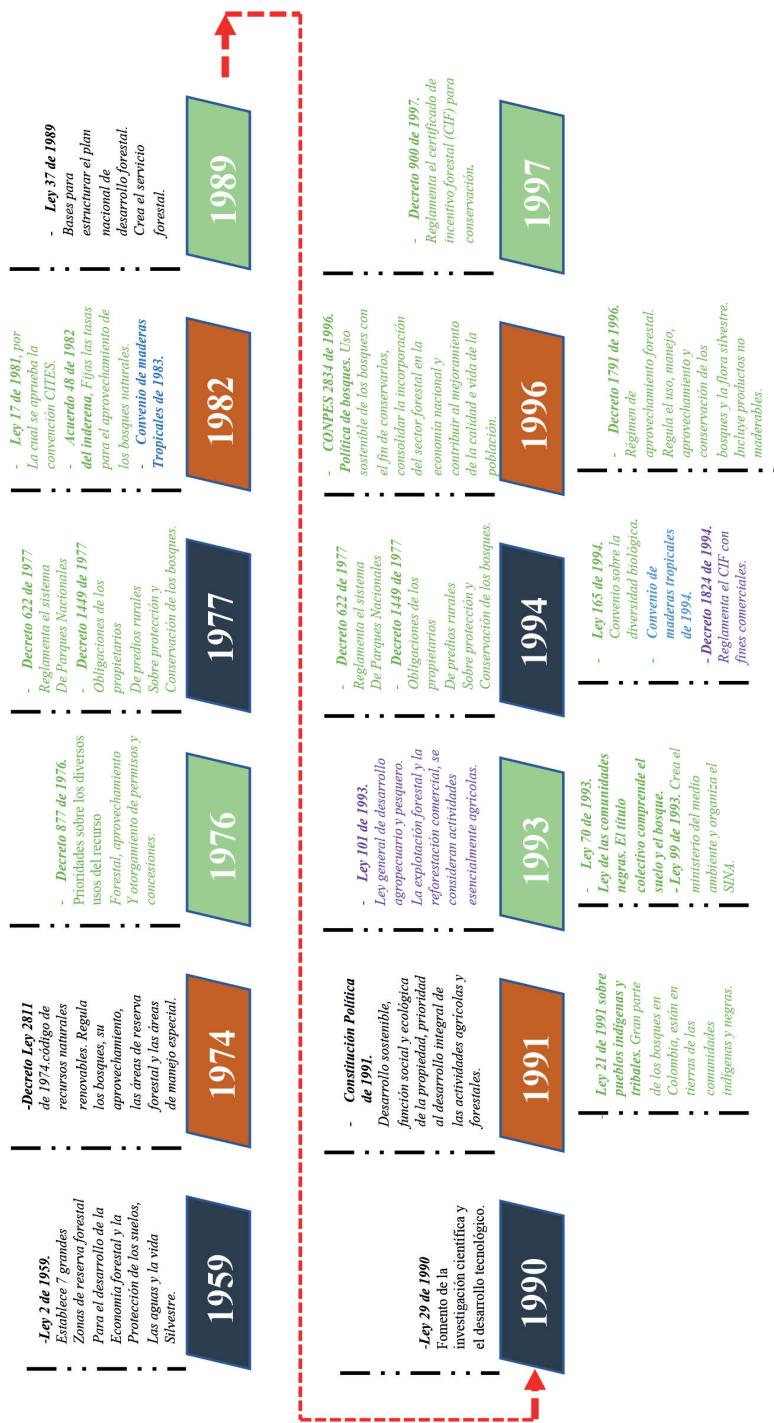 -Ley 2 de 1959.
Establece 7 grandes
Zonas de reserva forestal
Para el desarrollo de la
Economía forestal y la
Protección de los suelos,
Las aguas y la vida
Silvestre.
1959
-Decreto Ley 2811
de 1974.código de
recursos naturales
renovables. Regula
los bosques, su
aprovechamiento,
las áreas de reserva
forestal y las áreas
de manejo especial.
1974
- Decreto 877 de 1976.
Prioridades sobre los diversos
usos del recurso
Forestal, aprovechamiento
Y otorgamiento de permisos y
concesiones.
1976
- Decreto 622 de 1977
Reglamenta el sistema
De Parques Nacionales
- Decreto 1449 de 1977
Obligaciones de los
propietarios
De predios rurales
Sobre protección y
Conservación de los bosques.
1977
- Ley 17 de 1981, por
La cual se aprueba la
convención CITES.
- Acuerdo 48 de 1982
del inderena, Fijas las tasas
para el aprovechamiento de
los bosques naturales.
- Convenio de maderas
Tropicales de 1983.
1982
- Ley 37 de 1989
Bases para
estructurar el plan
nacional de
desarrollo forestal.
Crea el servicio
forestal.
1989
-Ley 29 de 1990
Fomento de la
investigación científica y
el desarrollo tecnológico.
1990
- Constitución Política
de 1991.
Desarrollo sostenible,
función social y ecológica
de la propiedad, prioridad
al desarrollo integral de
las actividades agrícolas y
forestales.
1991
- Ley 21 de 1991 sobre
pueblos indígenas y
tribales. Gran parte
de los bosques en
Colombia, están en
tierras de las
comunidades
indígenas y negras.
- Ley 101 de 1993.
Ley general de desarrollo
agropecuario y pesquero.
La explotación forestal y la
reforestación comercial, se
consideran actividades
esencialmente agrícolas.
1993
- Ley 70 de 1993.
Ley de las comunidades
negras. El título
colectivo comprende el
suelo y el bosque.
- Ley 99 de 1993. Crea el
ministerio del medio
ambiente y organiza el
SINA.
- Decreto 622 de 1977
Reglamenta el sistema
De Parques Nacionales
- Decreto 1449 de 1977
Obligaciones de los
propietarios
De predios rurales
Sobre protección y
Conservación de los bosques.
1994
- Ley 165 de 1994.
Convenio sobre la
diversidad biológica.
- Convenio de
maderas tropicales
de 1994.
- Decreto 1824 de 1994.
Reglamenta el CIF con
fines comerciales.
- CONPES 2834 de 1996.
Política de bosques, Uso
sostenible de los bosques con
el fin de conservarlos,
consolidar la incorporación
del sector forestal en la
economía nacional y
contribuir al mejoramiento
de la calidad e vida de la
población.
1996
- Decreto 1791 de 1996.
Régimen de
aprovechamiento forestal.
Regula el uso, manejo,
aprovechamiento y
conservación de los
bosques y la flora silvestre.
Incluye productos no
maderables.
- Decreto 900 de 1997.
Reglamenta el certificado de
incentivo forestal (CIF) para
conservación.
1997